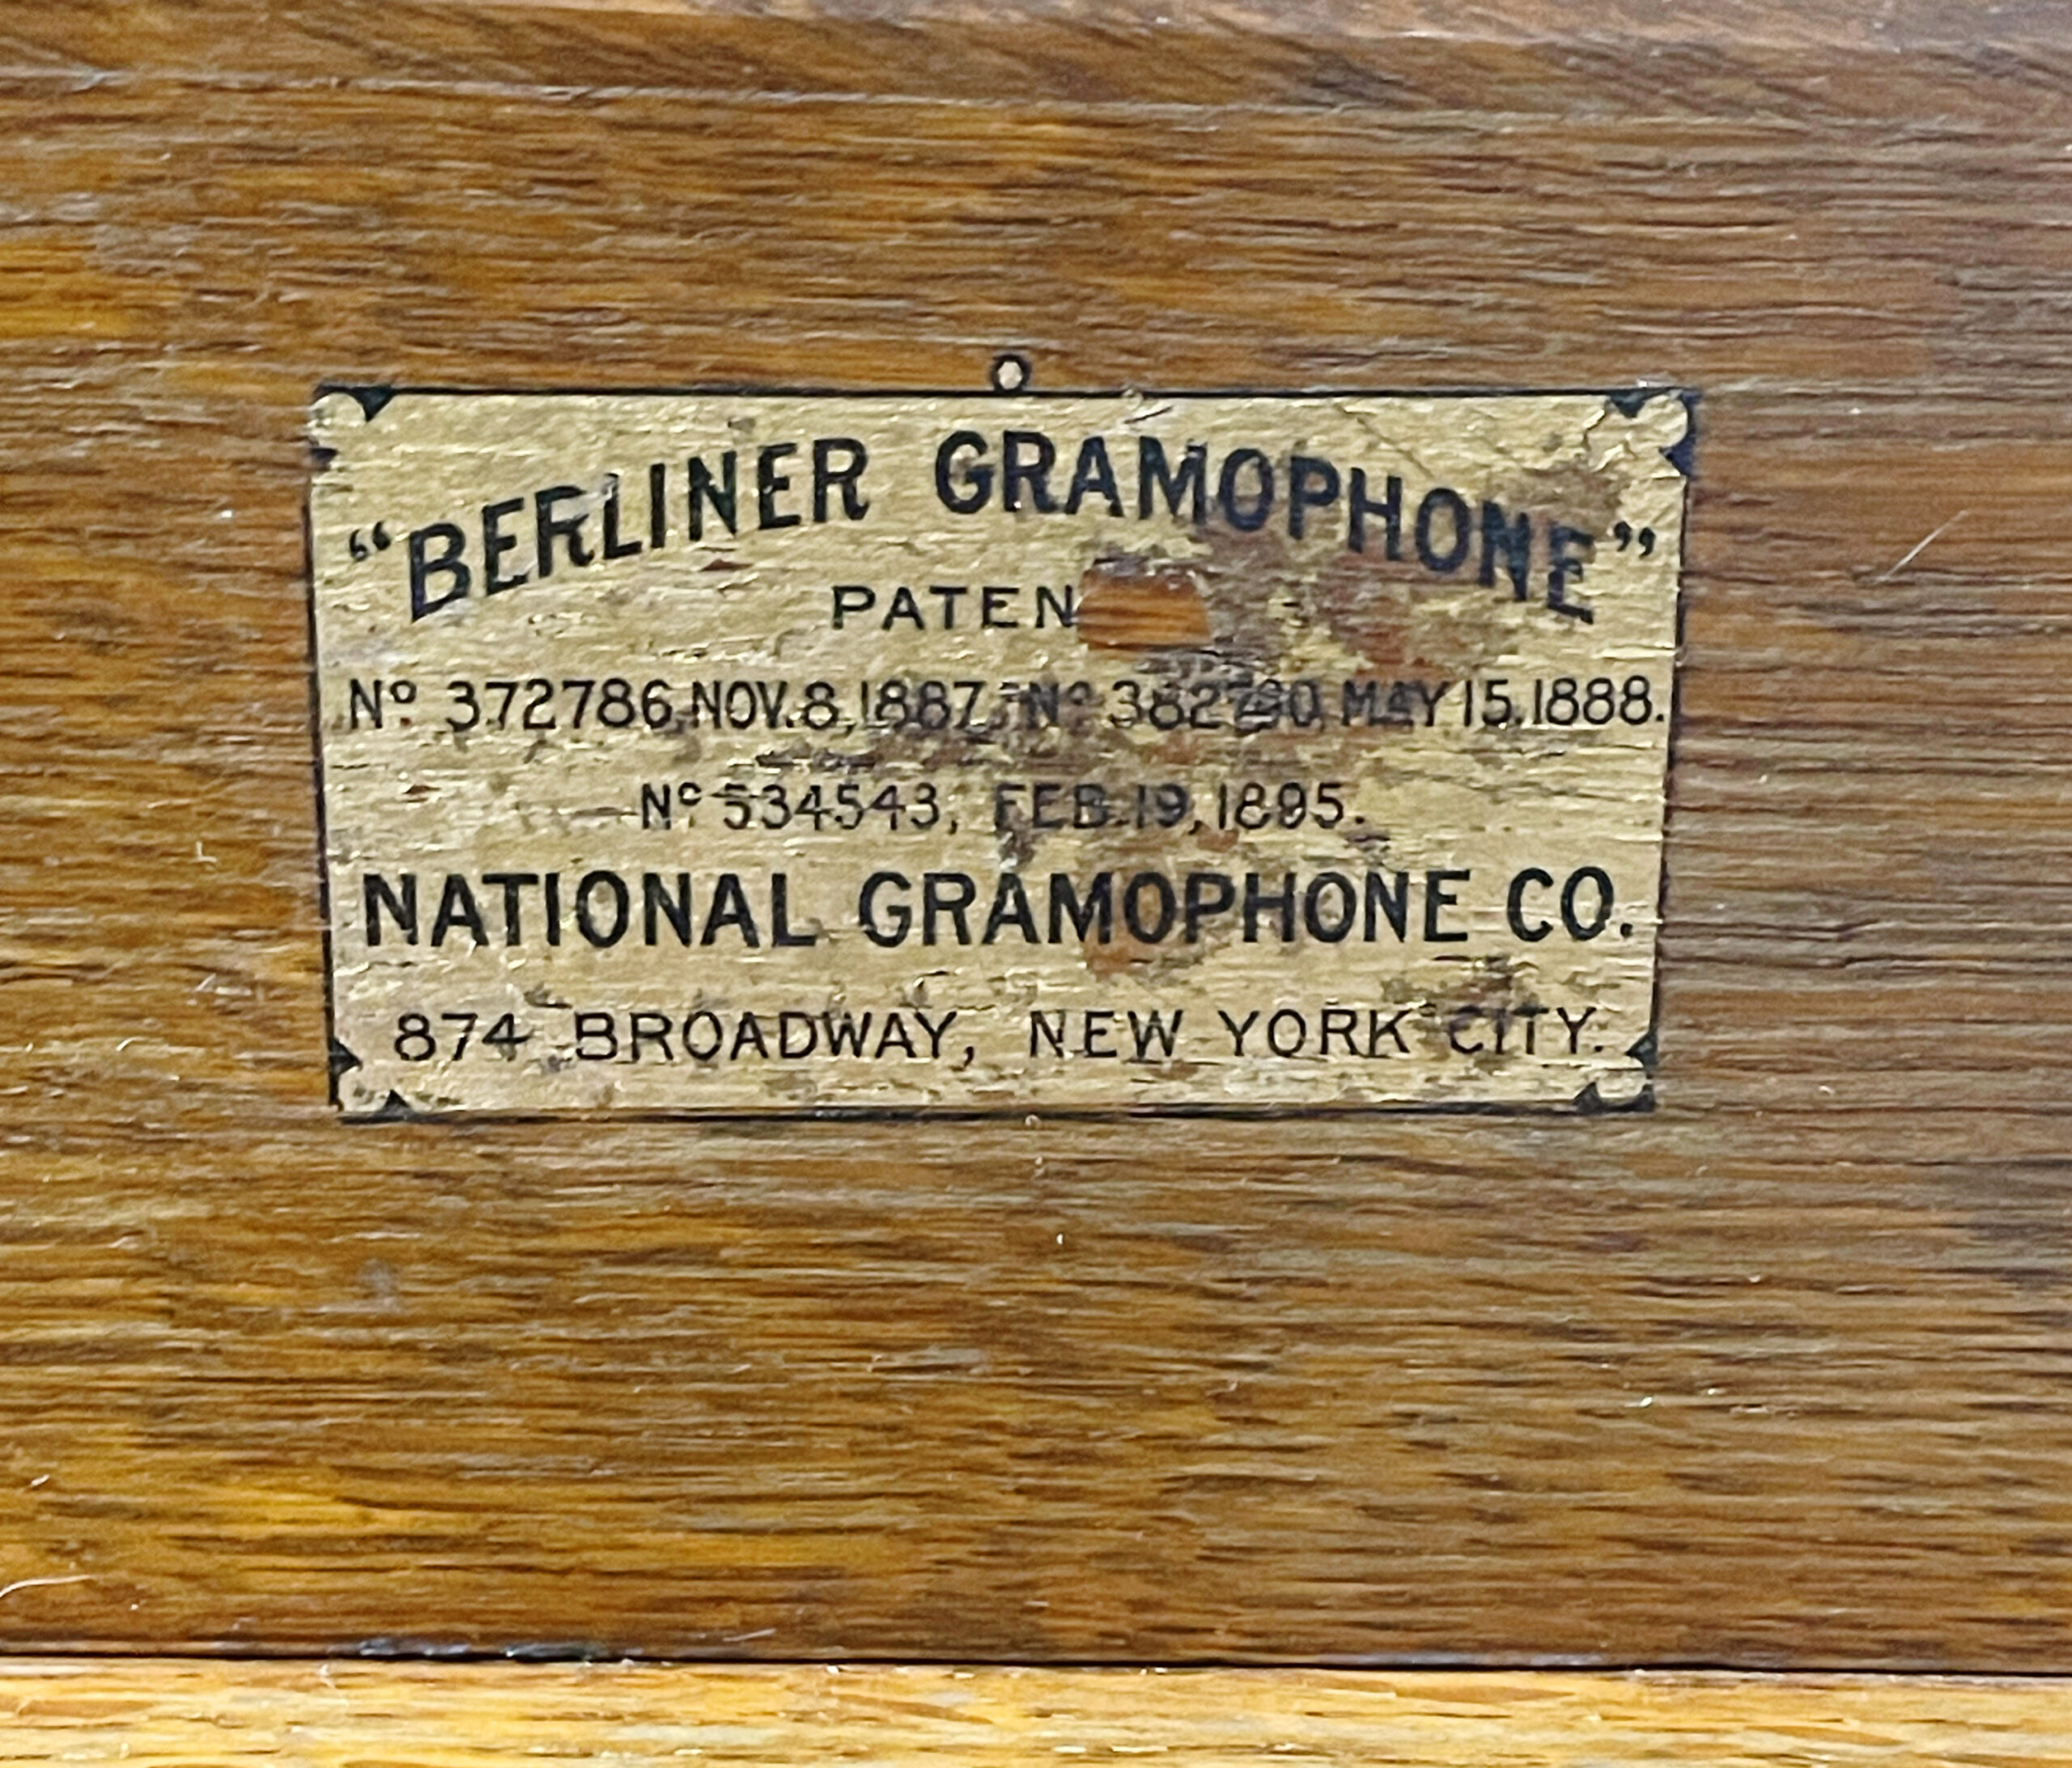 “BERLINER GRAMOPHONE”
PATEN
Nº 372786, NOV. 8, 1887, Nº 382790, MAY 15, 1888.
Nº 534543, FEB. 19, 1895.
NATIONAL GRAMOPHONE CO.
874 BROADWAY, NEW YORK CITY.